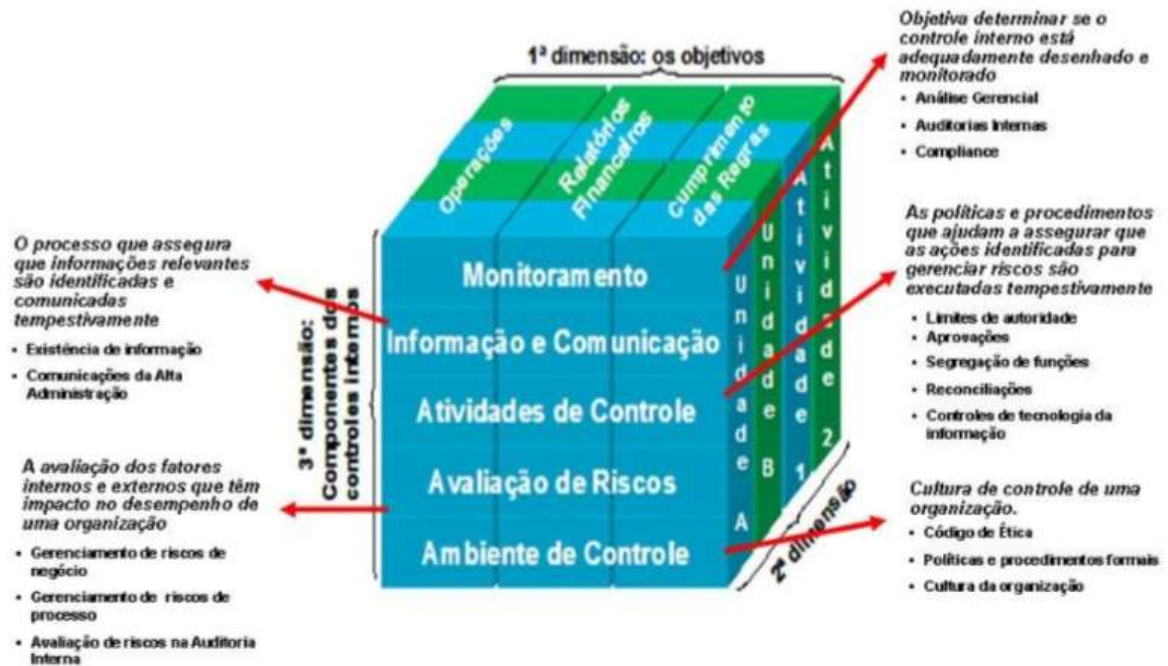 1ª dimensão: os objetivos
Operações
Relatórios
Financeiros
Cumprimento
das Regras
Monitoramento
Informação e Comunicação
Atividades de Controle
Avaliação de Riscos
Ambiente de Controle
Unidade A
Unidade B
Atividade 1
Atividade 2
2ª dimensão
3ª dimensão:
Componentes dos
controles internos
O processo que assegura
que informações relevantes
são identificadas e
comunicadas
tempestivamente
• Existência de informação
• Comunicações da Alta
Administração
A avaliação dos fatores
internos e externos que têm
impacto no desempenho de
uma organização
• Gerenciamento de riscos de
negócio
• Gerenciamento de riscos de
processo
• Avaliação de riscos na Auditoria
Interna
Objetiva determinar se o
controle interno está
adequadamente desenhado e
monitorado
• Análise Gerencial
• Auditorias Internas
• Compliance
As políticas e procedimentos
que ajudam a assegurar que
as ações identificadas para
gerenciar riscos são
executadas tempestivamente
• Limites de autoridade
• Aprovações
• Segregação de funções
• Reconciliações
• Controles de tecnologia da
informação
Cultura de controle de uma
organização.
• Código de Ética
• Políticas e procedimentos formais
• Cultura da organização